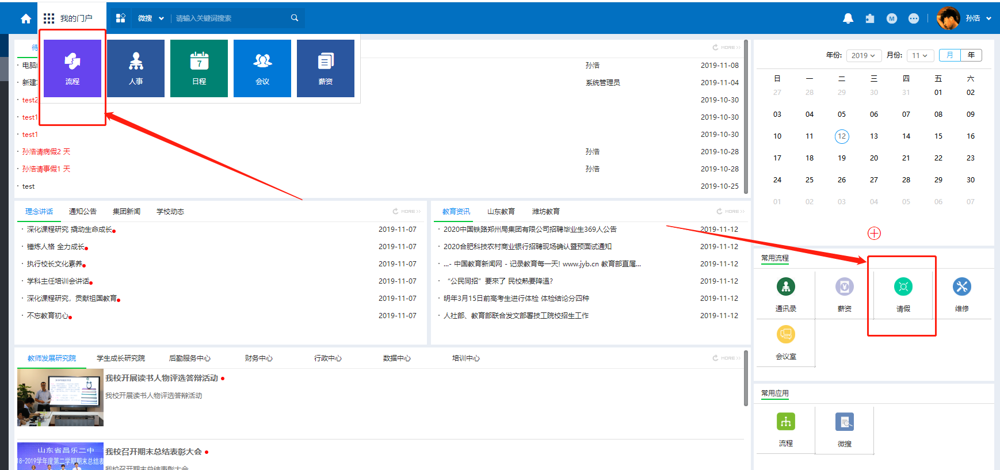 我的门户
微搜
请输入关键词搜索
M
孙浩
待
流程
人事
7
日程
会议
薪资
MORE>>
电脑
孙浩 2019-11-08
新建 系统管理员 2019-11-04
test2 2019-10-30
test1 2019-10-30
test1 2019-10-30
孙浩请病假2 天 孙浩 2019-10-28
孙浩请事假1 天 孙浩 2019-10-28
test 2019-10-25
年份: 2019 月份: 11 月 年
日 一 二 三 四 五 六
27 28 29 30 31 01 02
03 04 05 06 07 08 09
10 11 12 13 14 15 16
17 18 19 20 21 22 23
24 25 26 27 28 29 30
01 02 03 04 05 06 07
理念讲话 通知公告 集团新闻 学校动态 MORE>>
深化课程研究 撬动生命成长 2019-11-07
锤炼人格 全力成长 2019-11-07
执行校长文化素养 2019-11-07
学科主任培训会讲话 2019-11-07
深化课程研究，贡献祖国教育 2019-11-07
不忘教育初心 2019-11-07
教育资讯 山东教育 潍坊教育 MORE>>
2020中国铁路郑州局集团有限公司招聘毕业生369人公告 2019-11-12
2020合肥科技农村商业银行招聘现场确认暨预面试通知 2019-11-12
...- 中国教育新闻网 - 记录教育每一天! www.jyb.cn 教育部直属... 2019-11-12
“公民同招”要來了 民校熱要降溫? 2019-11-12
明年3月15日前高考生进行体检 体检结论分四种 2019-11-12
人社部、教育部联合发文部署技工院校招生工作 2019-11-12
常用流程
通讯录 薪资 请假 维修
会议室
教师发展研究院 学生成长研究院 后勤服务中心 财务中心 行政中心 数据中心 培训中心 MORE>>
我校开展读书人物评选答辩活动
我校开展读书人物评选答辩活动
山东省昌乐二中
18-2019学年度第二学期期末总结表
我校召开期末总结表彰大会
我校召开期末总结表彰大会
常用应用
流程 微搜